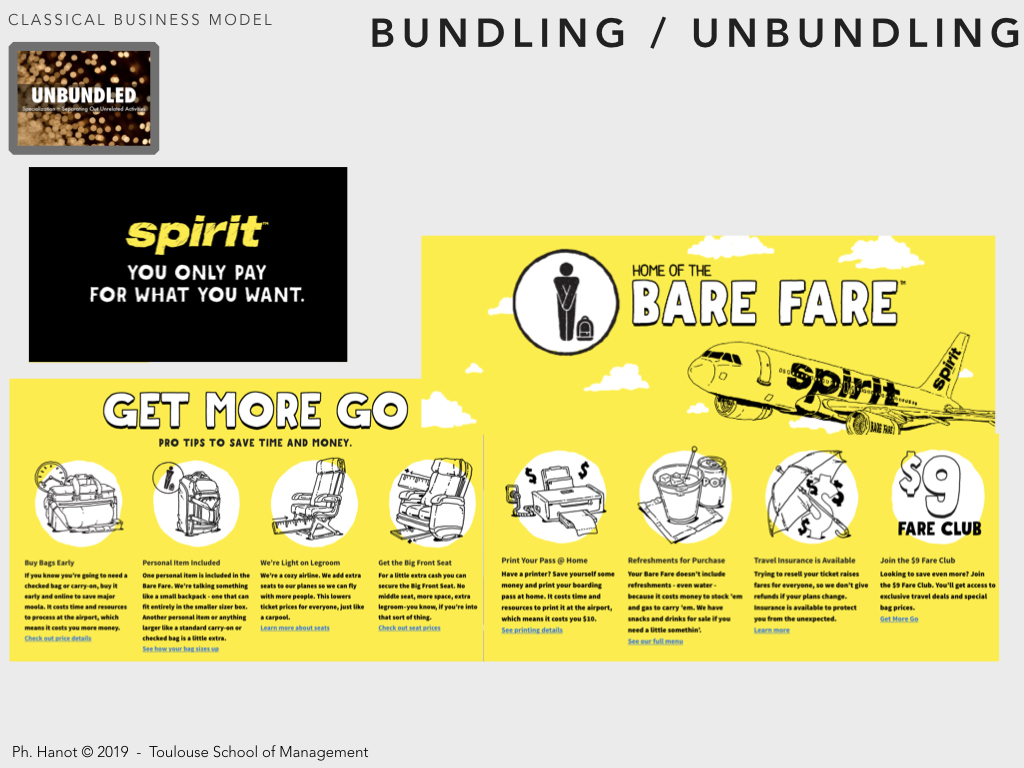 CLASSICAL BUSINESS MODEL
BUNDLING / UNBUNDLING
UNBUNDLED
Specialization = Separating Out Unrelated Activities
spirit™
YOU ONLY PAY
FOR WHAT YOU WANT.
HOME OF THE
BARE FARE™
spirit
spirit
BARE FARE
GET MORE GO
PRO TIPS TO SAVE TIME AND MONEY.
Buy Bags Early
If you know you're going to need a
checked bag or carry-on, buy it
early and online to save major
moola. It costs time and resources
to process at the airport, which
means it costs you more money.
Check out price details
Personal Item Included
One personal item is included in the
Bare Fare. We're talking something
like a small backpack - one that can
fit entirely in the smaller sizer box.
Another personal item or anything
larger like a standard carry-on or
checked bag is a little extra.
See how your bag sizes up
We're Light on Legroom
We're a cozy airline. We add extra
seats to our planes so we can fly
with more people. This lowers
ticket prices for everyone, just like
a carpool.
Learn more about seats
Get the Big Front Seat
For a little extra cash you can
secure the Big Front Seat. No
middle seat, more space, extra
legroom-you know, if you're into
that sort of thing.
Check out seat prices
Print Your Pass @ Home
Have a printer? Save yourself some
money and print your boarding
pass at home. It costs time and
resources to print it at the airport,
which means it costs you $10.
See printing details
Refreshments for Purchase
Your Bare Fare doesn't include
refreshments - even water -
because it costs money to stock 'em
and gas to carry 'em. We have
snacks and drinks for sale if you
need a little somethin'.
See our full menu
Travel Insurance is Available
Trying to resell your ticket raises
fares for everyone, so we don't give
refunds if your plans change.
Insurance is available to protect
you from the unexpected.
Learn more
$9
FARE CLUB
Join the $9 Fare Club
Looking to save even more? Join
the $9 Fare Club. You'll get access to
exclusive travel deals and special
bag prices.
Get More Go
Ph. Hanot © 2019 - Toulouse School of Management